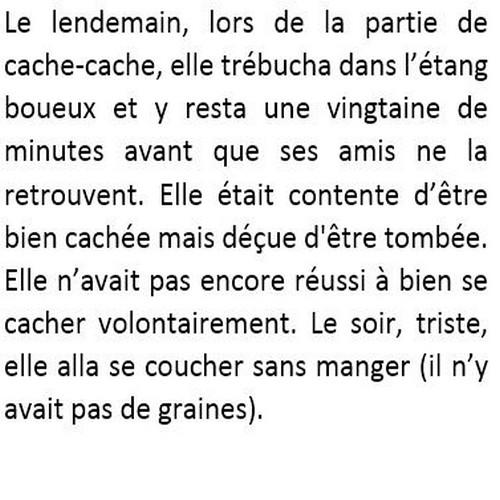 Le lendemain, lors de la partie de
cache-cache, elle trébucha dans l’étang
boueux et y resta une vingtaine de
minutes avant que ses amis ne la
retrouvent. Elle était contente d’être
bien cachée mais déçue d'être tombée.
Elle n’avait pas encore réussi à bien se
cacher volontairement. Le soir, triste,
elle alla se coucher sans manger (il n’y
avait pas de graines).